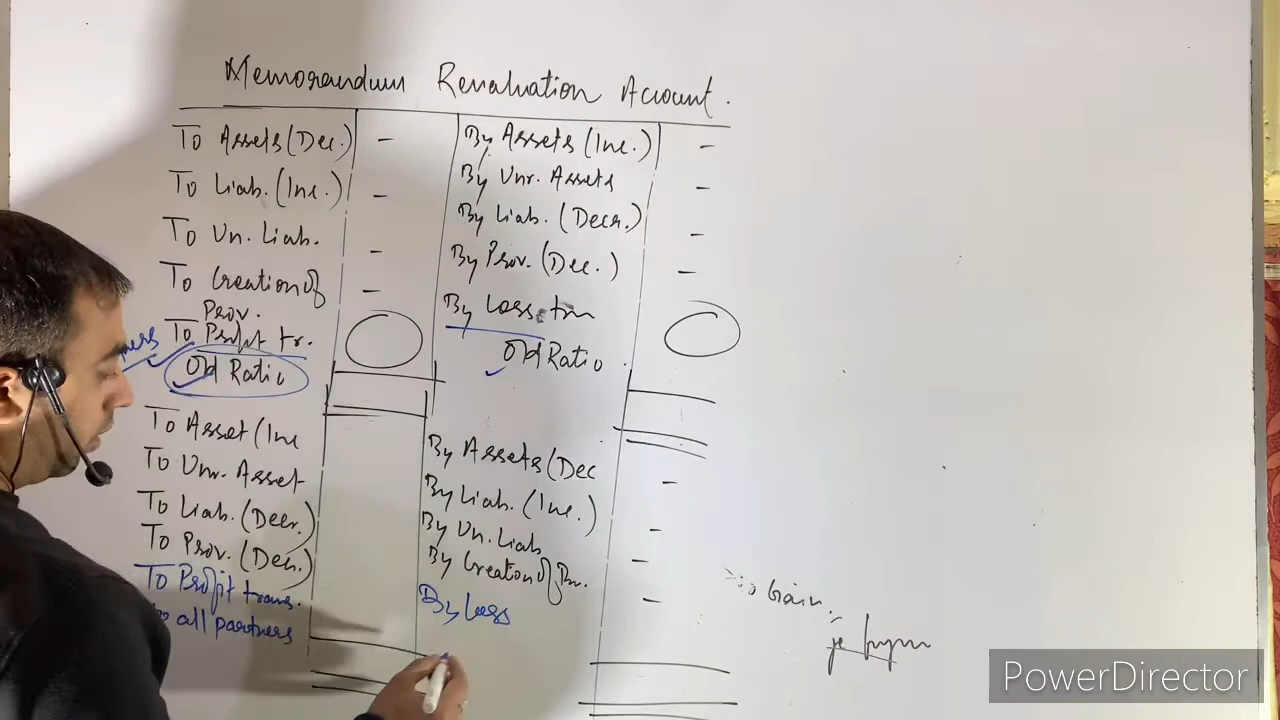 Memorandum Revaluation Account.
To Assets (Dec.) -
To Liab. (Inc.) -
To Un. Liab. -
To Creation of -
Prov.
To Profit tr.
Old Ratio
By Assets (Inc.) -
By Unr. Assets -
By Liab. (Decr.) -
By Prov. (Dec.) -
By Loss
Old Ratio.
To Asset (Inc
To Unr. Asset
To Liab. (Decr.)
To Prov. (Decr.)
To Profit trans.
to all partners
By Assets (Dec -
By Liab. (Inc.) -
By Un. Liab -
By Creation of Pr. -
By Loss
Gain.
PowerDirector